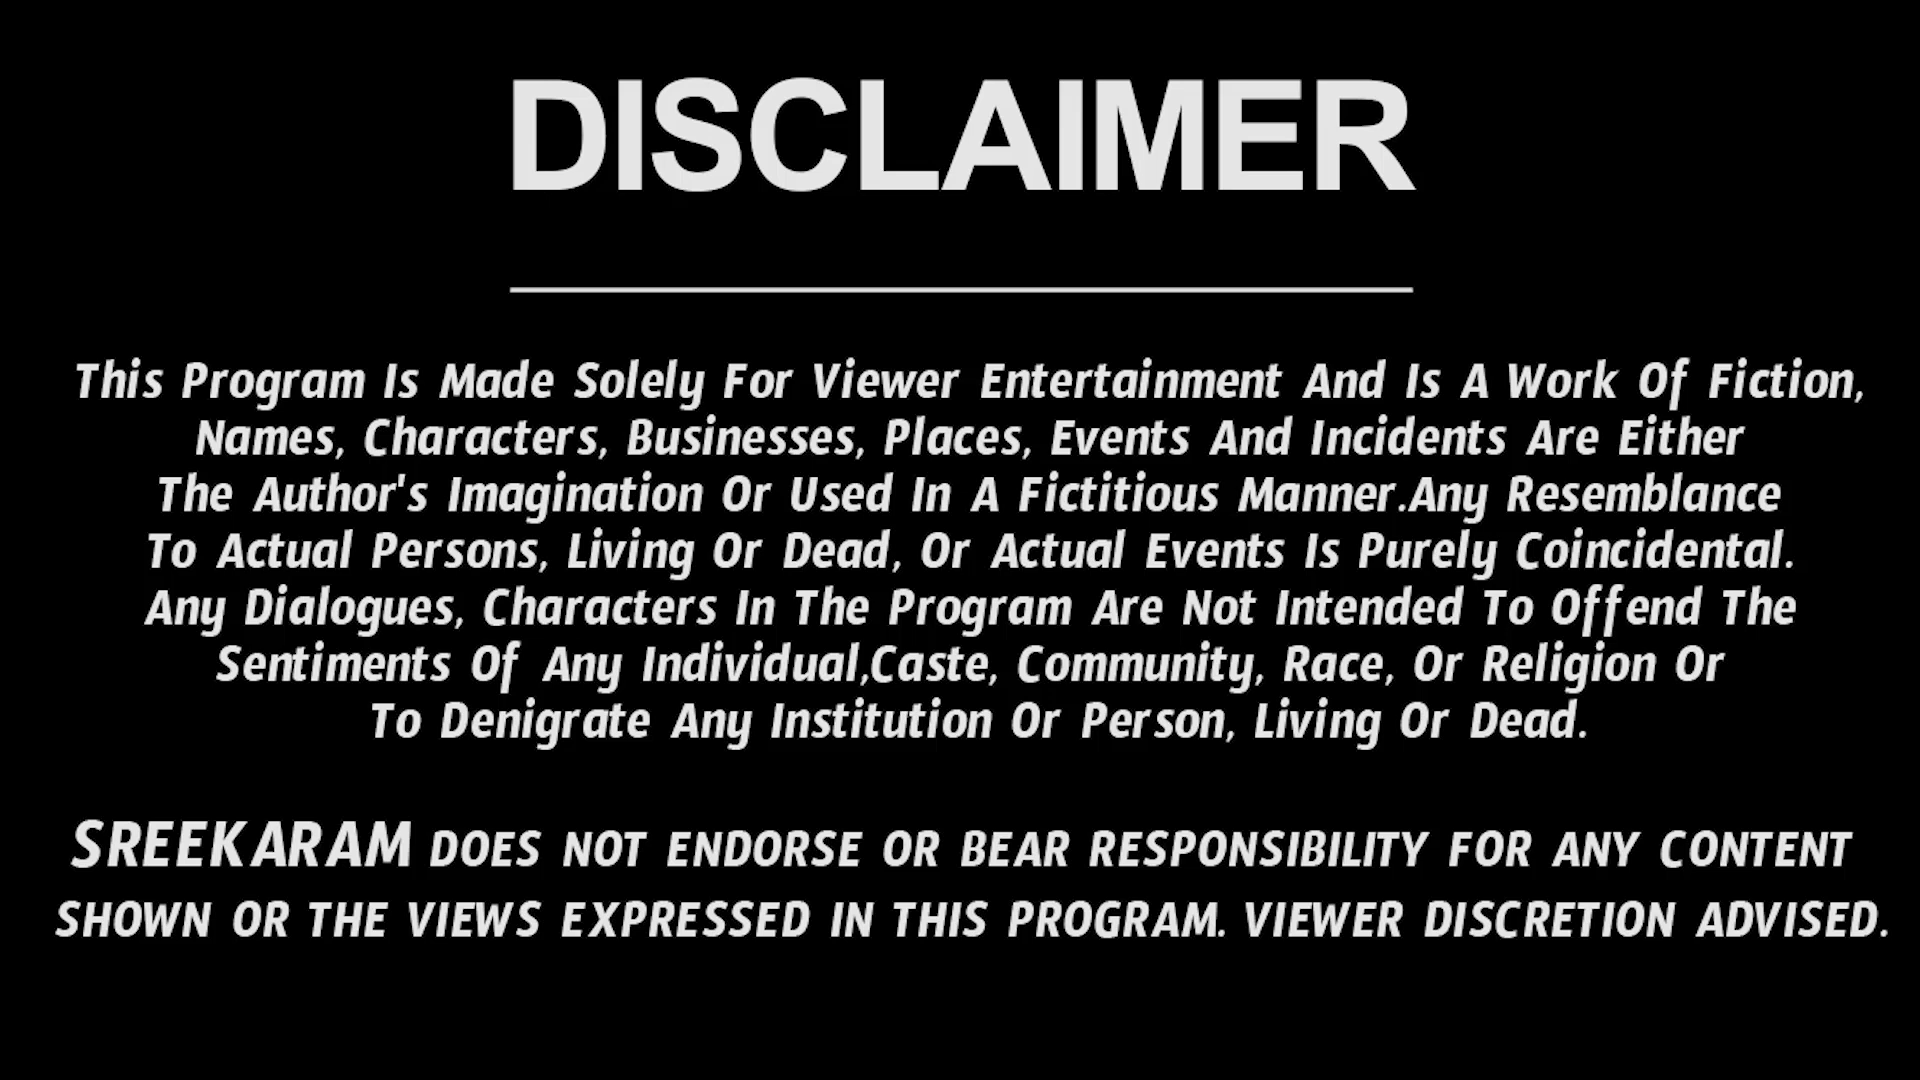 DISCLAIMER
This Program Is Made Solely For Viewer Entertainment And Is A Work Of Fiction,
Names, Characters, Businesses, Places, Events And Incidents Are Either
The Author's Imagination Or Used In A Fictitious Manner.Any Resemblance
To Actual Persons, Living Or Dead, Or Actual Events Is Purely Coincidental.
Any Dialogues, Characters In The Program Are Not Intended To Offend The
Sentiments Of Any Individual,Caste, Community, Race, Or Religion Or
To Denigrate Any Institution Or Person, Living Or Dead.
SREEKARAM DOES NOT ENDORSE OR BEAR RESPONSIBILITY FOR ANY CONTENT
SHOWN OR THE VIEWS EXPRESSED IN THIS PROGRAM. VIEWER DISCRETION ADVISED.